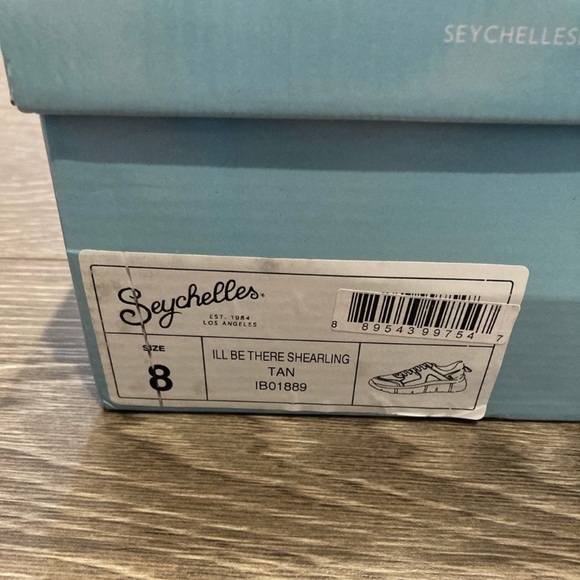 SEYCHELLES
Seychelles
EST. 1984
LOS ANGELES
8 89543 99754 7
SIZE
8
ILL BE THERE SHEARLING
TAN
IB01889